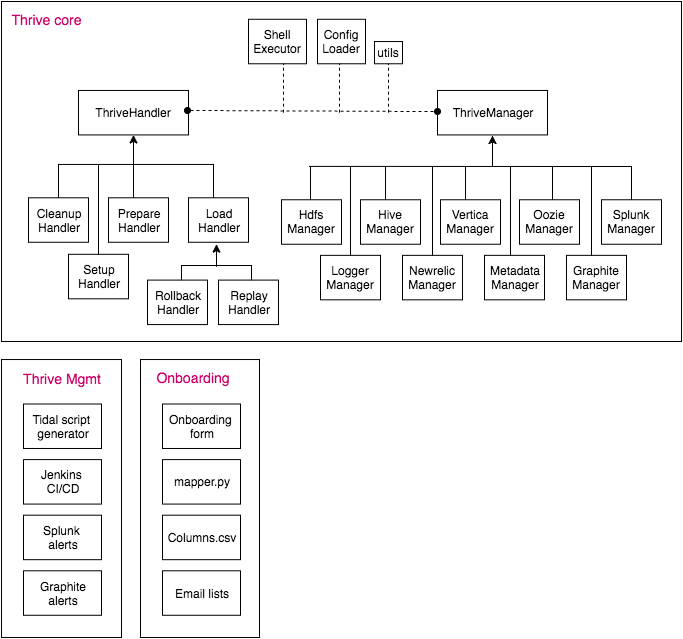 Thrive core
Shell
Executor
Config
Loader
utils
ThriveHandler
ThriveManager
Cleanup
Handler
Prepare
Handler
Load
Handler
Hdfs
Manager
Hive
Manager
Vertica
Manager
Oozie
Manager
Splunk
Manager
Setup
Handler
Logger
Manager
Newrelic
Manager
Metadata
Manager
Graphite
Manager
Rollback
Handler
Replay
Handler
Thrive Mgmt
Tidal script
generator
Jenkins
CI/CD
Splunk
alerts
Graphite
alerts
Onboarding
Onboarding
form
mapper.py
Columns.csv
Email lists